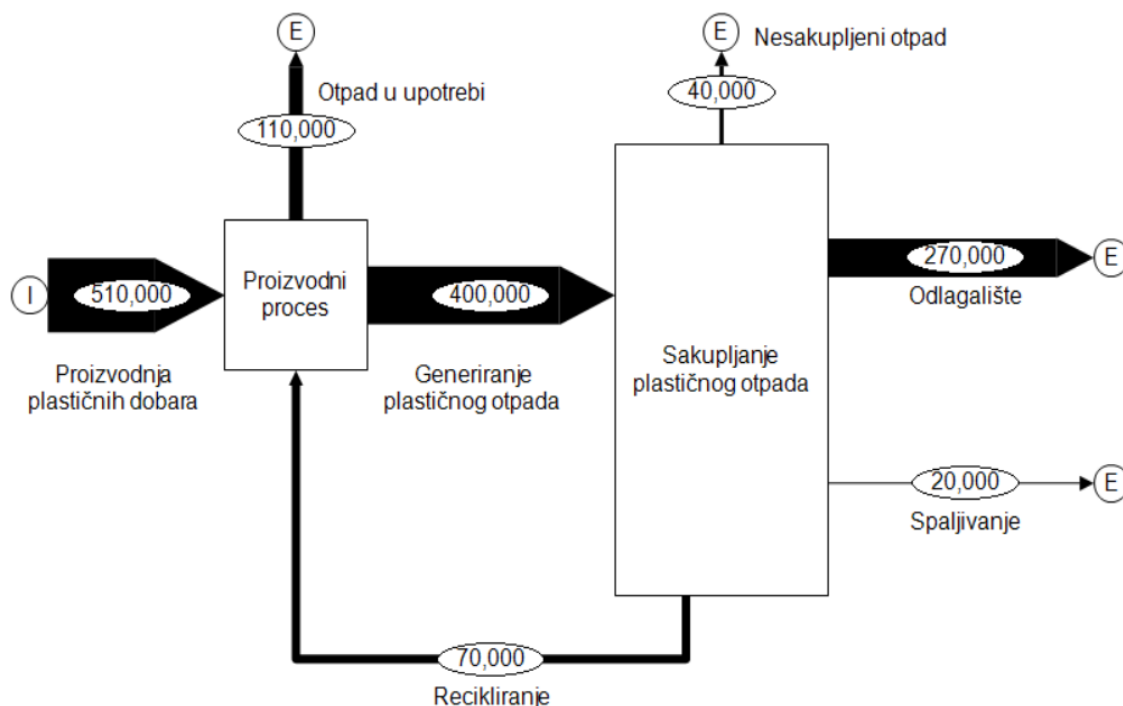 E
E
Nesakupljeni otpad
Otpad u upotrebi
40,000
110,000
I
510,000
Proizvodni
proces
400,000
270,000
E
Odlagalište
Proizvodnja
plastičnih dobara
Generiranje
plastičnog otpada
Sakupljanje
plastičnog otpada
20,000
E
Spaljivanje
70,000
Recikliranje